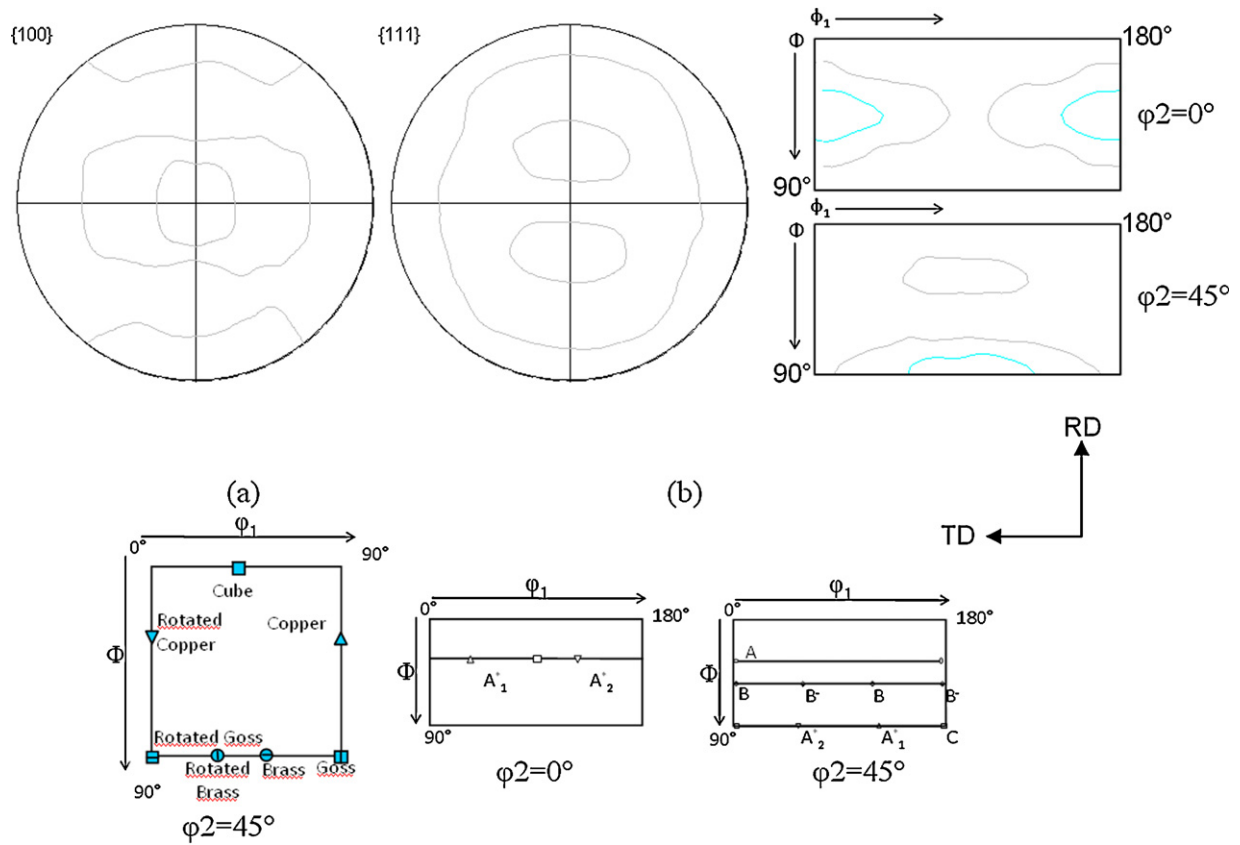 {100}
{111}
ϕ1
Φ
180°
90°
φ2=0°
ϕ1
Φ
180°
90°
φ2=45°
RD
TD
(a)
(b)
φ1
0°
90°
Φ
Cube
Rotated
Copper
Copper
Rotated Goss
Rotated
Brass
Brass
Goss
90°
φ2=45°
φ1
0°
180°
Φ
A*1
A*2
90°
φ2=0°
φ1
0°
180°
Φ
A
B
B-
B
B-
90°
A*2
A*1
C
φ2=45°